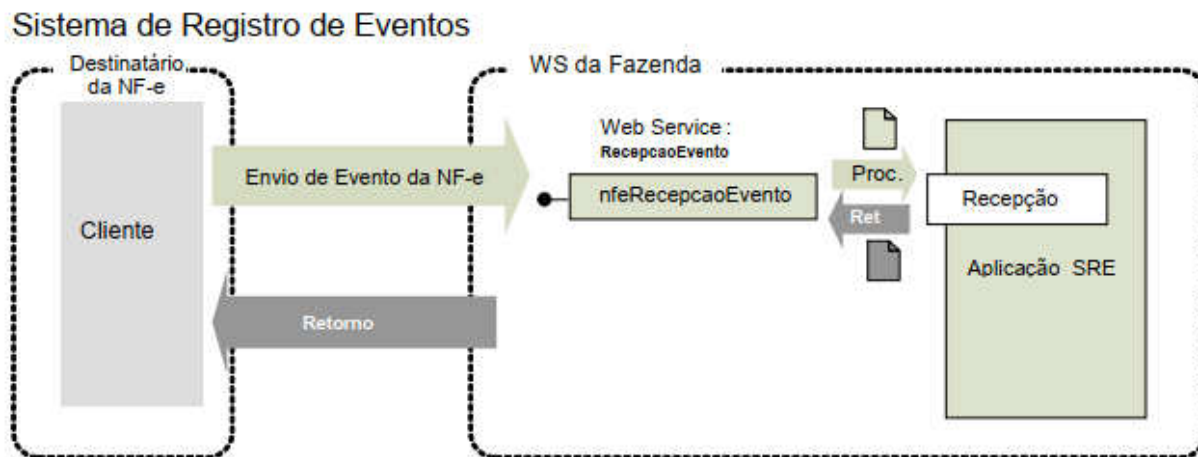 Sistema de Registro de Eventos
Destinatário
da NF-e
WS da Fazenda
Cliente
Envio de Evento da NF-e
Retorno
Web Service :
RecepcaoEvento
nfeRecepcaoEvento
Proc.
Ret
Recepção
Aplicação SRE